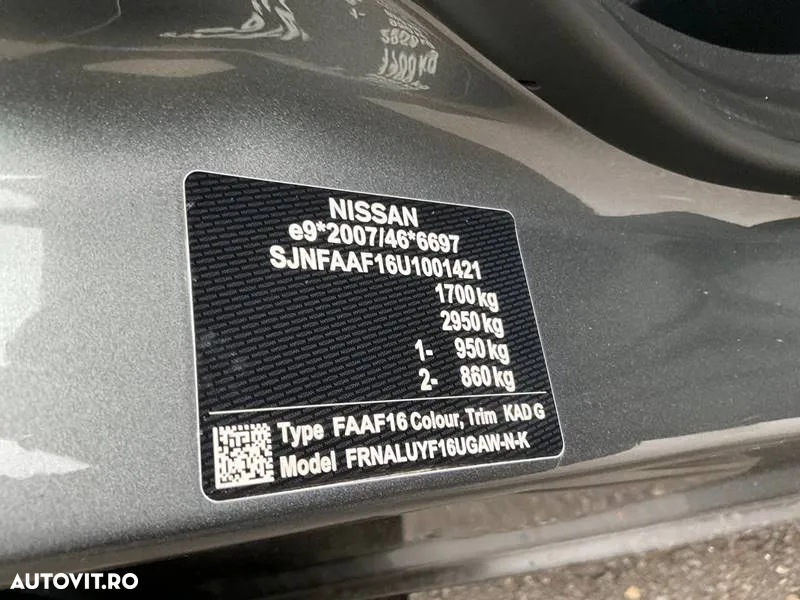 NISSAN
e9*2007/46*6697
SJNFAAF16U1001421
1700 kg
2950 kg
1- 950 kg
2- 860 kg
Type FAAF16 Colour, Trim KAD G
Model FRNALUYF16UGAW-N-K
AUTOVIT.RO